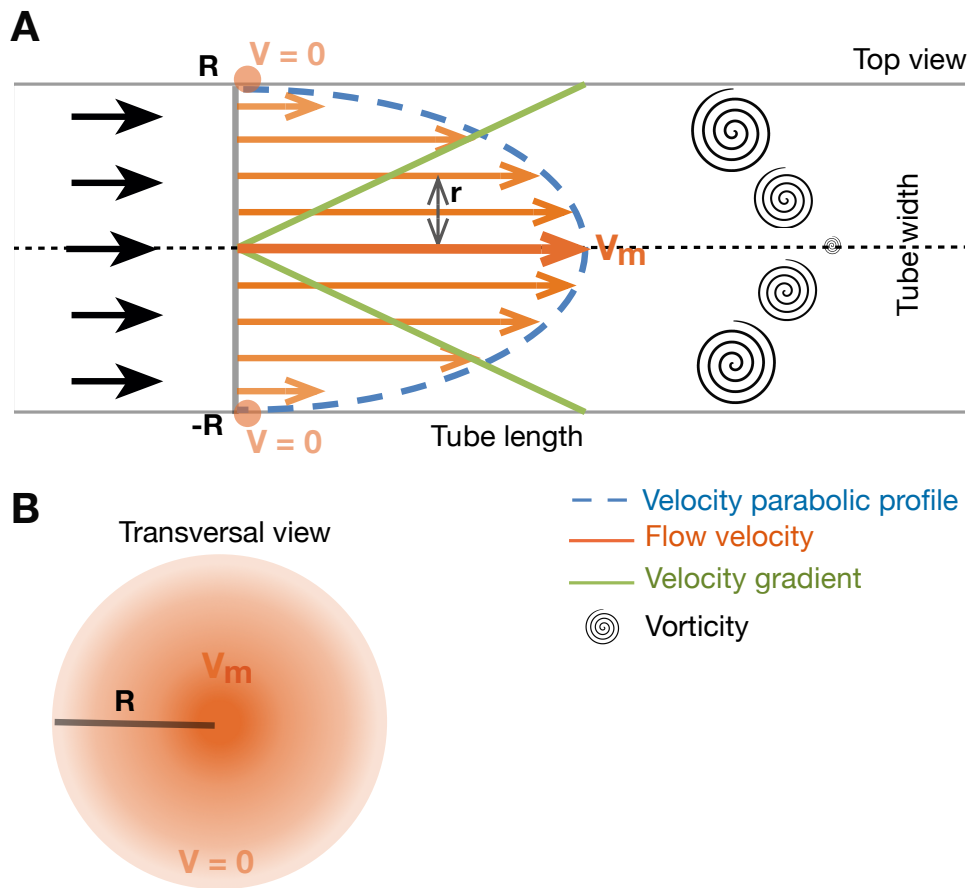 A
V = 0
R
Top view
r
Vm
Tube width
-R
V = 0
Tube length
B
Transversal view
Velocity parabolic profile
Flow velocity
Velocity gradient
Vorticity
Vm
R
V = 0